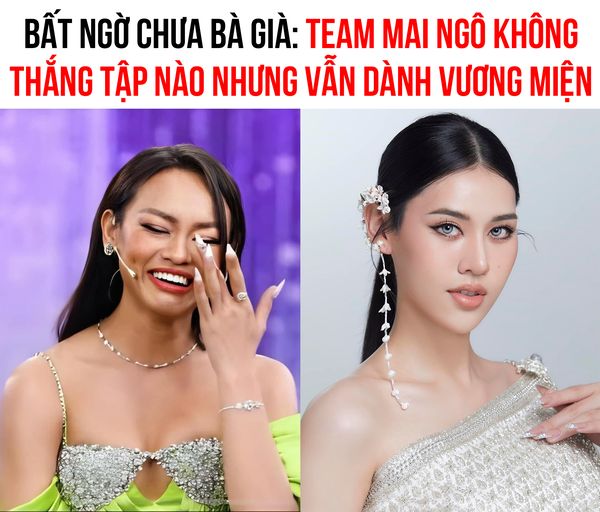 BẤT NGỜ CHƯA BÀ GIÀ: TEAM MAI NGÔ KHÔNG
THẮNG TẬP NÀO NHƯNG VẪN DÀNH VƯƠNG MIỆN